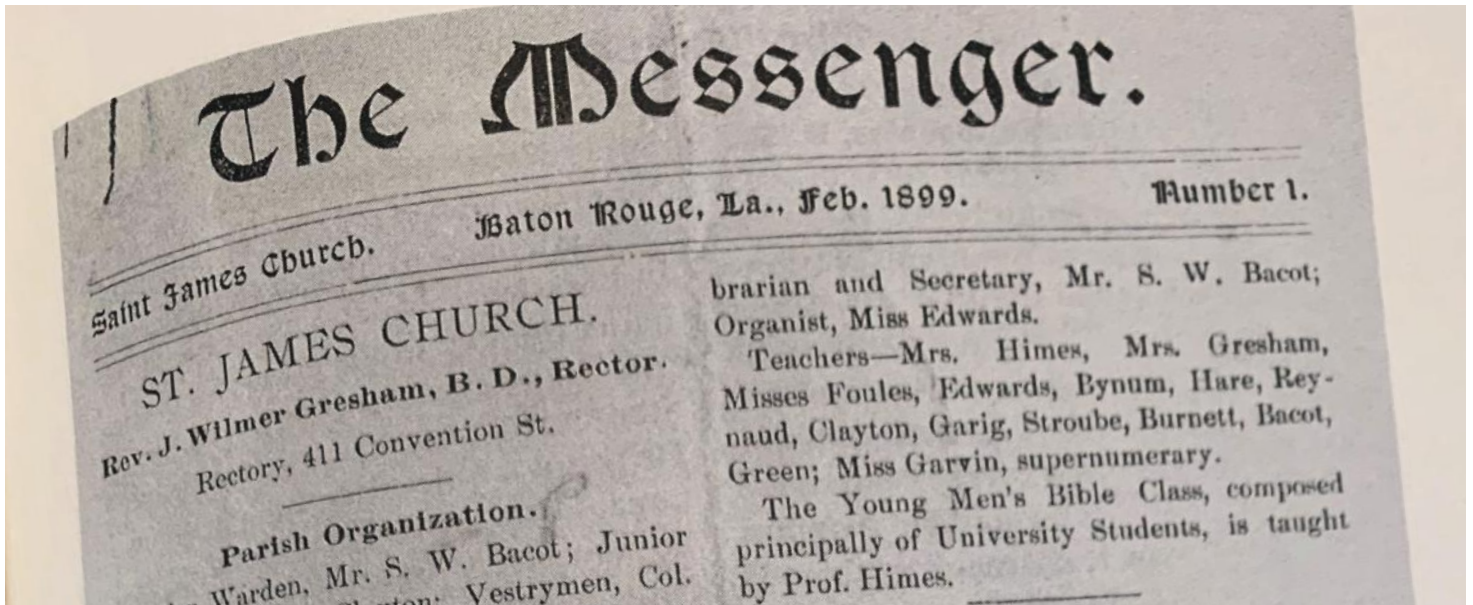 The Messenger.
Saint James Church.
Baton Rouge, La., Feb. 1899.
Number 1.
ST. JAMES CHURCH.
Rev. J. Wilmer Gresham, B. D., Rector.
Rectory, 411 Convention St.
Parish Organization.
Warden, Mr. S. W. Bacot; Junior
Vestrymen, Col.
brarian and Secretary, Mr. S. W. Bacot;
Organist, Miss Edwards.
Teachers—Mrs. Himes, Mrs. Gresham,
Misses Foules, Edwards, Bynum, Hare, Rey-
naud, Clayton, Garig, Stroube, Burnett, Bacot,
Green; Miss Garvin, supernumerary.
The Young Men's Bible Class, composed
principally of University Students, is taught
by Prof. Himes.